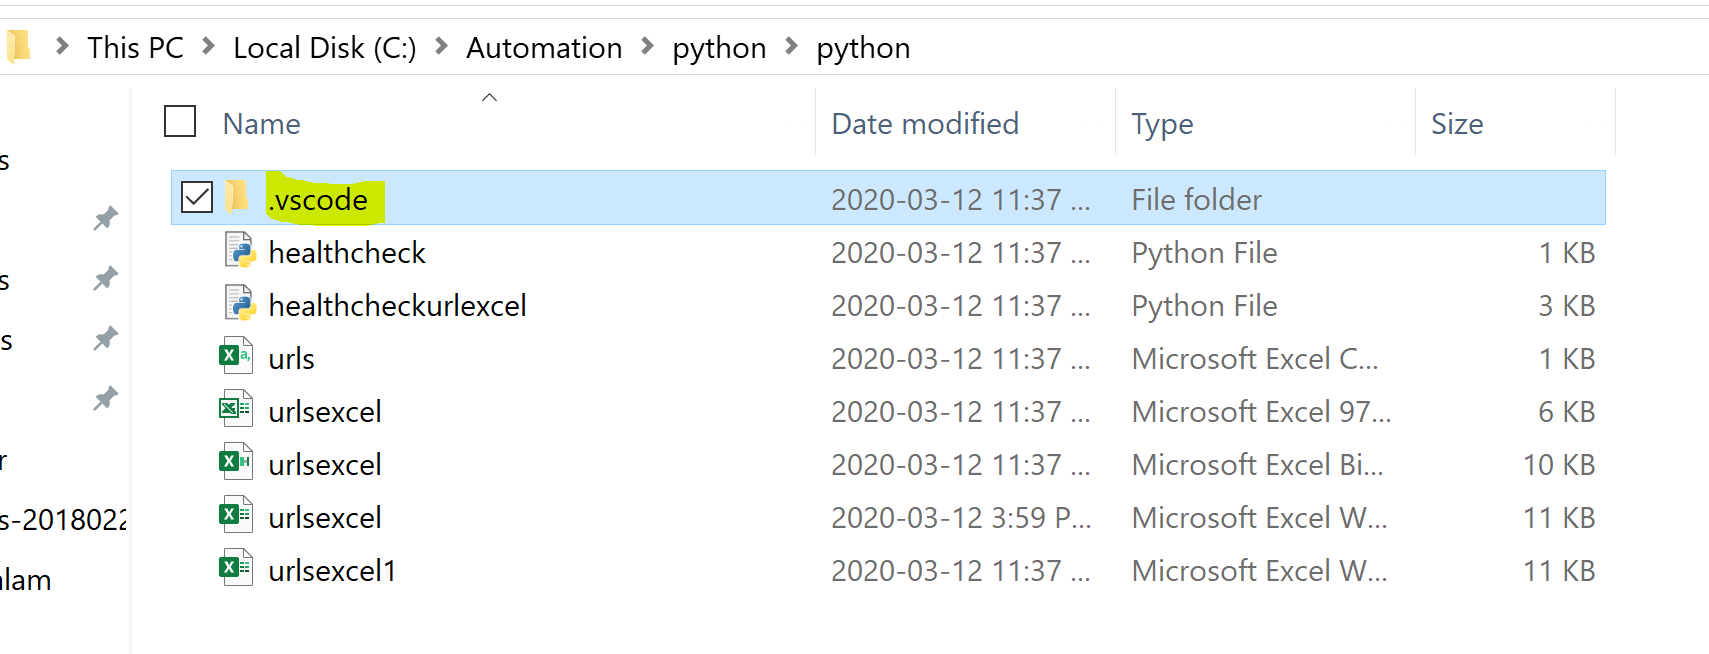 This PC > Local Disk (C:) > Automation > python > python
Name Date modified Type Size
s
.vscode 2020-03-12 11:37 ... File folder
healthcheck 2020-03-12 11:37 ... Python File 1 KB
s
healthcheckurlexcel 2020-03-12 11:37 ... Python File 3 KB
s
urls 2020-03-12 11:37 ... Microsoft Excel C... 1 KB
urlsexcel 2020-03-12 11:37 ... Microsoft Excel 97... 6 KB
r
urlsexcel 2020-03-12 11:37 ... Microsoft Excel Bi... 10 KB
s-2018022
urlsexcel 2020-03-12 3:59 P... Microsoft Excel W... 11 KB
urlsexcel1 2020-03-12 11:37 ... Microsoft Excel W... 11 KB
lam